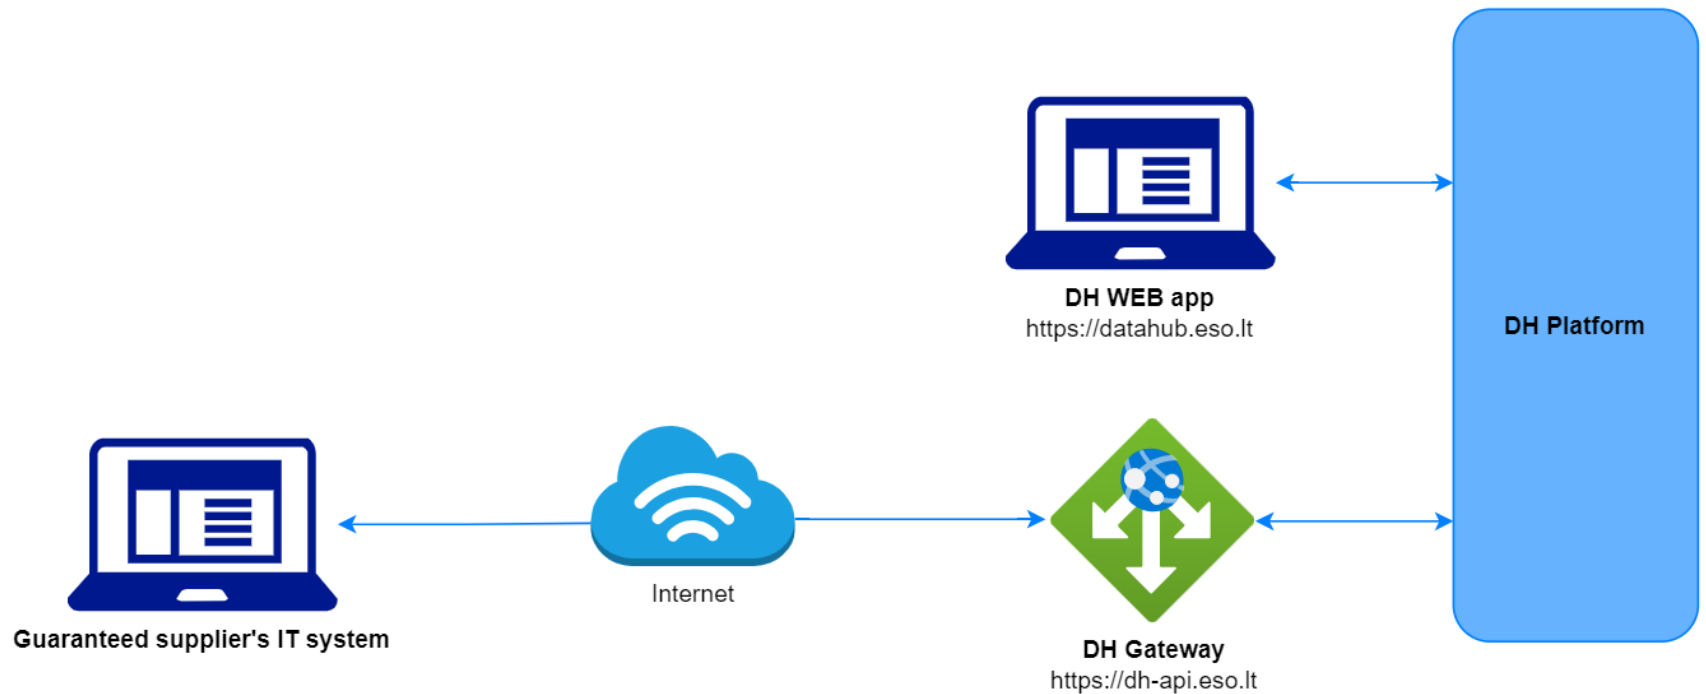 DH WEB app
https://datahub.eso.lt
DH Platform
Internet
Guaranteed supplier's IT system
DH Gateway
https://dh-api.eso.lt